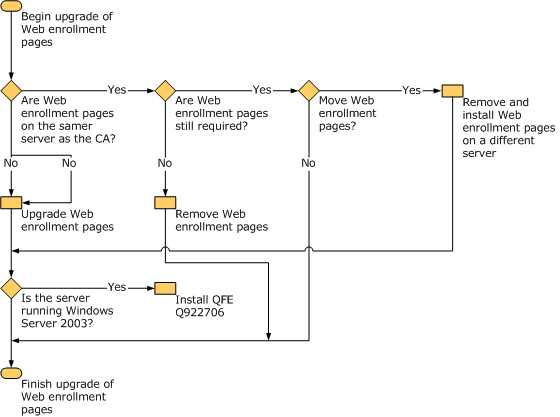 Begin upgrade of
Web enrollment
pages
Yes
Yes
Yes
Are Web
enrollment pages
on the samer
server as the CA?
Are Web
enrollment pages
still required?
Move Web
enrollment
pages?
Remove and
install Web
enrollment pages
on a different
server
No
No
No
No
Upgrade Web
enrollment pages
Remove Web
enrollment pages
Yes
Is the server
running Windows
Server 2003?
Install QFE
Q922706
Finish upgrade of
Web enrollment
pages